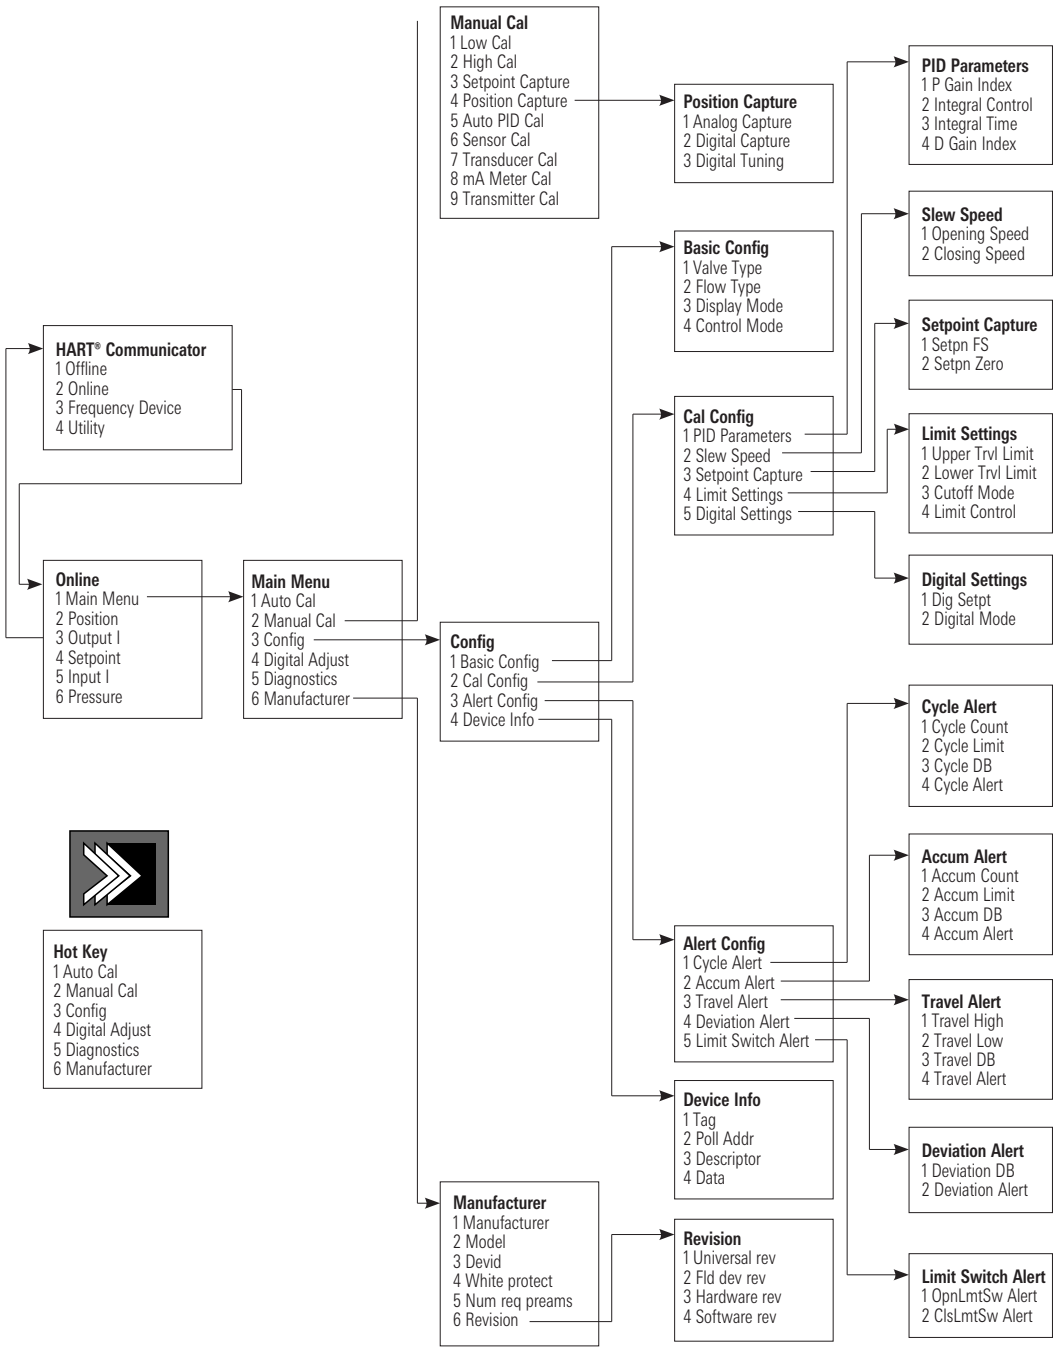 Manual Cal
1 Low Cal
2 High Cal
3 Setpoint Capture
4 Position Capture
5 Auto PID Cal
6 Sensor Cal
7 Transducer Cal
8 mA Meter Cal
9 Transmitter Cal
Position Capture
1 Analog Capture
2 Digital Capture
3 Digital Tuning
PID Parameters
1 P Gain Index
2 Integral Control
3 Integral Time
4 D Gain Index
Slew Speed
1 Opening Speed
2 Closing Speed
Basic Config
1 Valve Type
2 Flow Type
3 Display Mode
4 Control Mode
Setpoint Capture
1 Setpn FS
2 Setpn Zero
HART® Communicator
1 Offline
2 Online
3 Frequency Device
4 Utility
Cal Config
1 PID Parameters
2 Slew Speed
3 Setpoint Capture
4 Limit Settings
5 Digital Settings
Limit Settings
1 Upper Trvl Limit
2 Lower Trvl Limit
3 Cutoff Mode
4 Limit Control
Digital Settings
1 Dig Setpt
2 Digital Mode
Online
1 Main Menu
2 Position
3 Output I
4 Setpoint
5 Input I
6 Pressure
Main Menu
1 Auto Cal
2 Manual Cal
3 Config
4 Digital Adjust
5 Diagnostics
6 Manufacturer
Config
1 Basic Config
2 Cal Config
3 Alert Config
4 Device Info
Cycle Alert
1 Cycle Count
2 Cycle Limit
3 Cycle DB
4 Cycle Alert
Accum Alert
1 Accum Count
2 Accum Limit
3 Accum DB
4 Accum Alert
Hot Key
1 Auto Cal
2 Manual Cal
3 Config
4 Digital Adjust
5 Diagnostics
6 Manufacturer
Alert Config
1 Cycle Alert
2 Accum Alert
3 Travel Alert
4 Deviation Alert
5 Limit Switch Alert
Travel Alert
1 Travel High
2 Travel Low
3 Travel DB
4 Travel Alert
Device Info
1 Tag
2 Poll Addr
3 Descriptor
4 Data
Deviation Alert
1 Deviation DB
2 Deviation Alert
Manufacturer
1 Manufacturer
2 Model
3 Devid
4 White protect
5 Num req preams
6 Revision
Revision
1 Universal rev
2 Fld dev rev
3 Hardware rev
4 Software rev
Limit Switch Alert
1 OpnLmtSw Alert
2 ClsLmtSw Alert